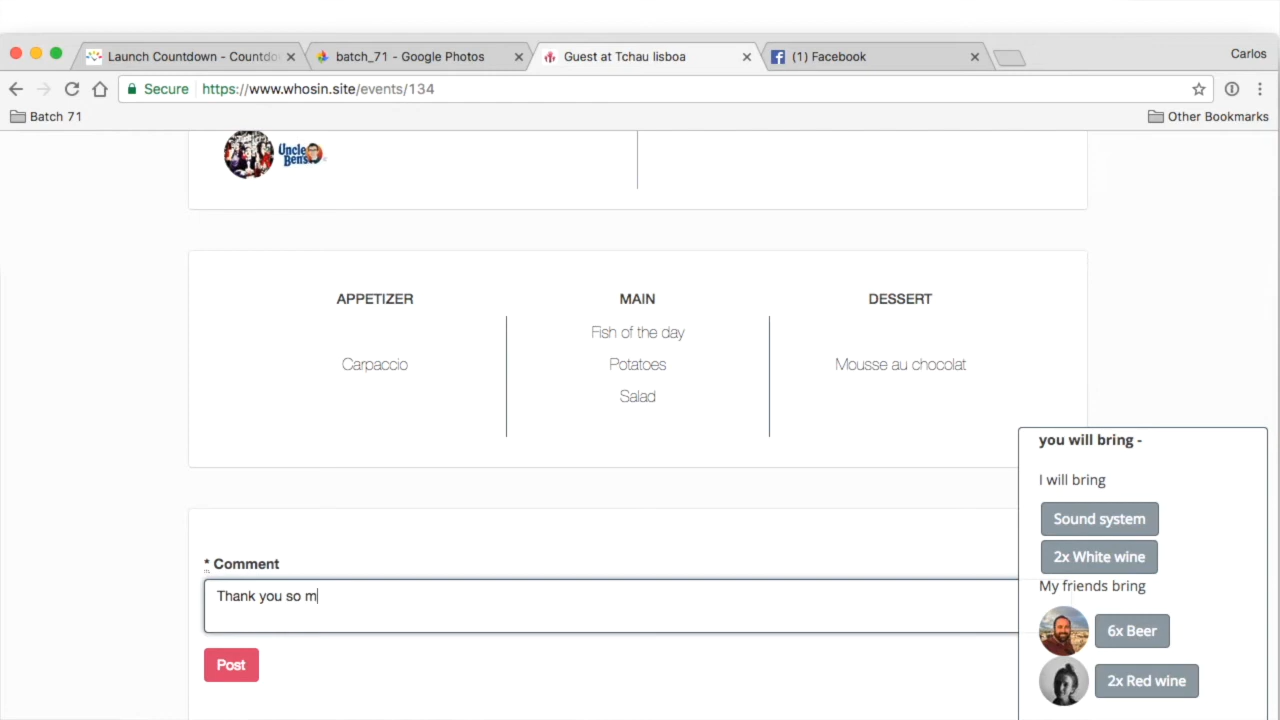 Launch Countdown - Countdo
batch_71 - Google Photos
Guest at Tchau lisboa
(1) Facebook
Carlos
Secure
https://www.whosin.site/events/134
Batch 71
Other Bookmarks
Uncle
Bens
APPETIZER
MAIN
DESSERT
Fish of the day
Carpaccio
Potatoes
Mousse au chocolat
Salad
you will bring -
I will bring
Sound system
2x White wine
My friends bring
6x Beer
2x Red wine
* Comment
Thank you so m
Post